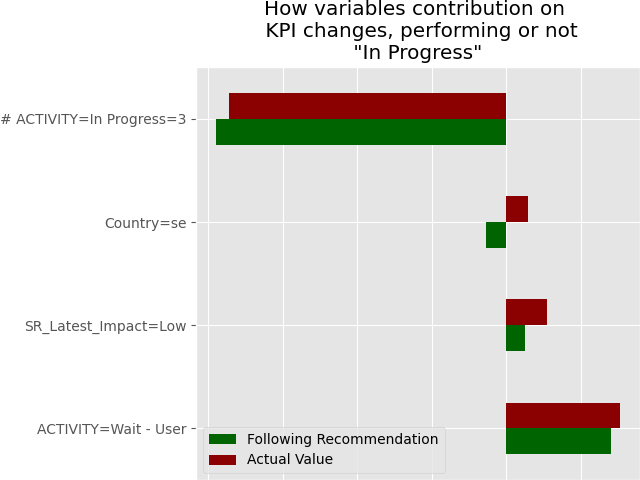 How variables contribution on
KPI changes, performing or not
"In Progress"
# ACTIVITY=In Progress=3
Country=se
SR_Latest_Impact=Low
ACTIVITY=Wait - User
Following Recommendation
Actual Value